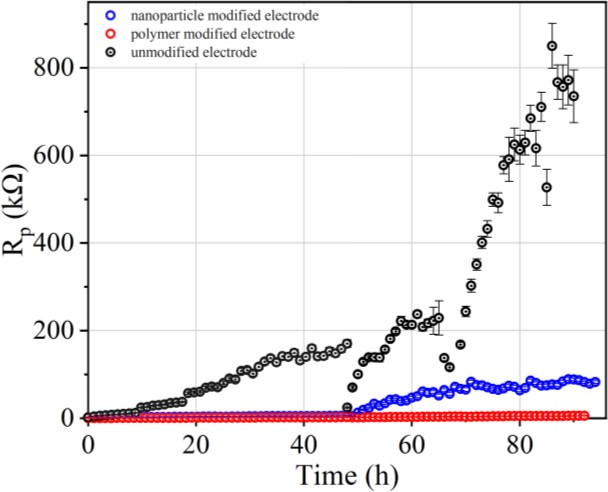 nanoparticle modified electrode
polymer modified electrode
unmodified electrode
800
600
400
200
0
R_p (kΩ)
0 20 40 60 80
Time (h)